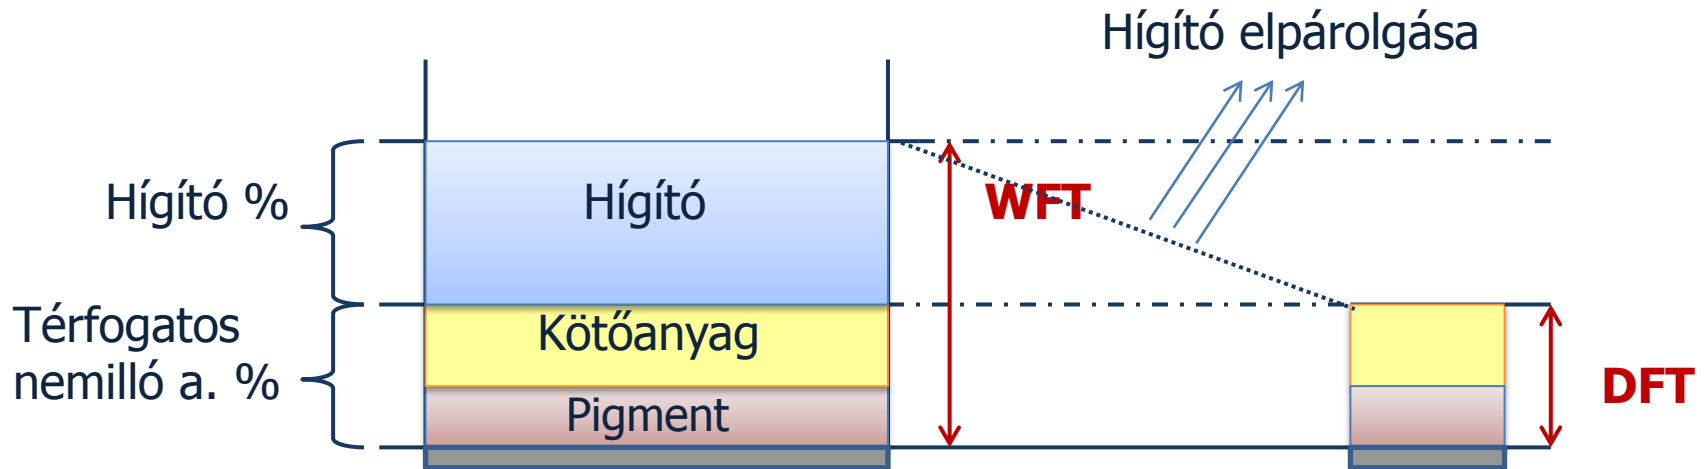 Hígító elpárolgása
Hígító %
Hígító
WFT
Térfogatos
nemilló a. %
Kötőanyag
Pigment
DFT